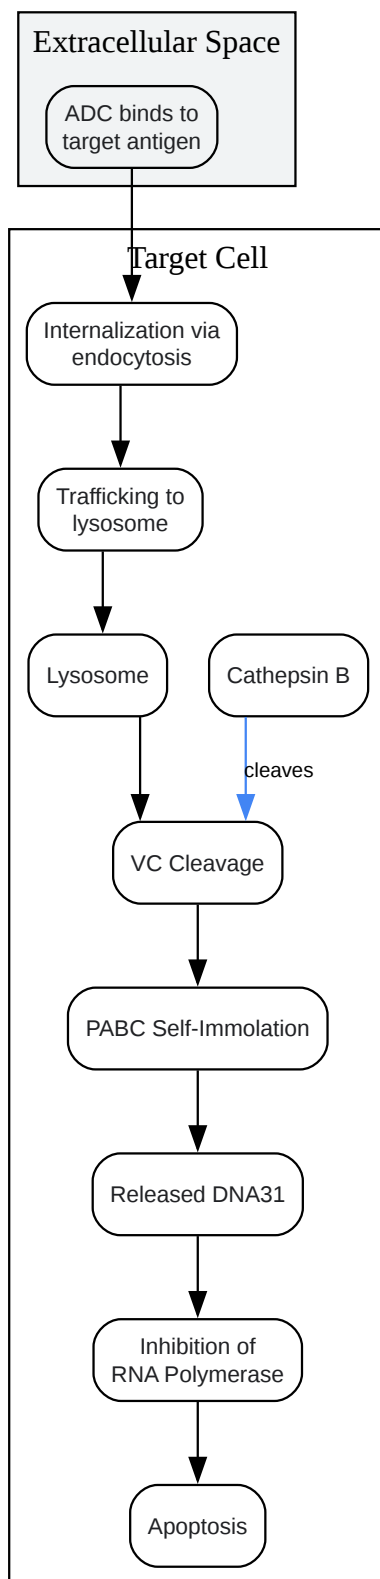 Extracellular Space
ADC binds to
target antigen
Target Cell
Internalization via
endocytosis
Trafficking to
lysosome
Lysosome
Cathepsin B
cleaves
VC Cleavage
PABC Self-Immolation
Released DNA31
Inhibition of
RNA Polymerase
Apoptosis